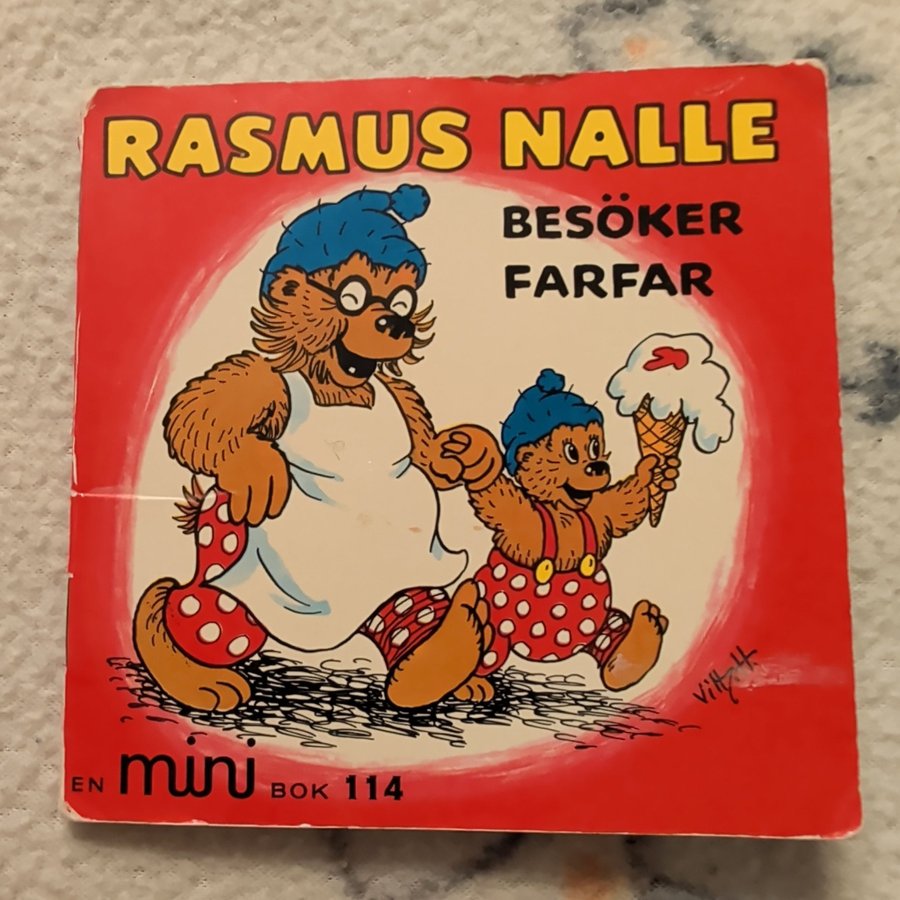 RASMUS NALLE
BESÖKER
FARFAR
EN mini BOK 114